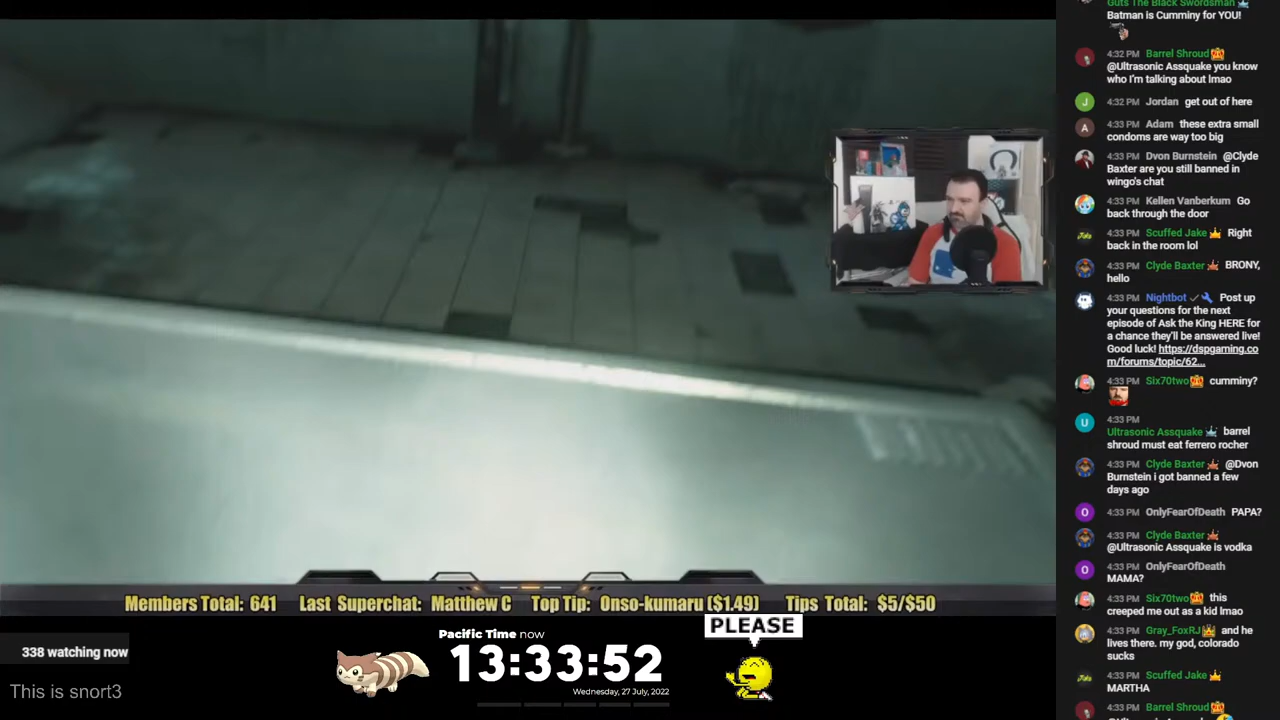 Guts The Black Swordsman
Batman is Cumminy for YOU!
4:32 PM Barrel Shroud
@Ultrasonic Assquake you know
who I'm talking about lmao
J
4:32 PM Jordan get out of here
A
4:33 PM Adam these extra small
condoms are way too big
4:33 PM Dvon Burnstein @Clyde
Baxter are you still banned in
wingo's chat
4:33 PM Kellen Vanberkum Go
back through the door
4:33 PM Scuffed Jake Right
back in the room lol
4:33 PM Clyde Baxter BRONY,
hello
4:33 PM Nightbot Post up
your questions for the next
episode of Ask the King HERE for
a chance they'll be answered live!
Good luck! https://dspgaming.co
m/forums/topic/62...
4:33 PM Six70two cumminy?
U
4:33 PM
Ultrasonic Assquake barrel
shroud must eat ferrero rocher
4:33 PM Clyde Baxter @Dvon
Burnstein i got banned a few
days ago
O
4:33 PM OnlyFearOfDeath PAPA?
4:33 PM Clyde Baxter
@Ultrasonic Assquake is vodka
O
4:33 PM OnlyFearOfDeath
MAMA?
4:33 PM Six70two this
creeped me out as a kid lmao
4:33 PM Gray_FoxRJ and he
lives there. my god, colorado
sucks
4:33 PM Scuffed Jake
MARTHA
4:33 PM Barrel Shroud
Members Total: 641 Last Superchat: Matthew C Top Tip: Onso-kumaru ($1.49) Tips Total: $5/$50
338 watching now
This is snort3
Pacific Time now
13:33:52
Wednesday, 27 July, 2022
PLEASE